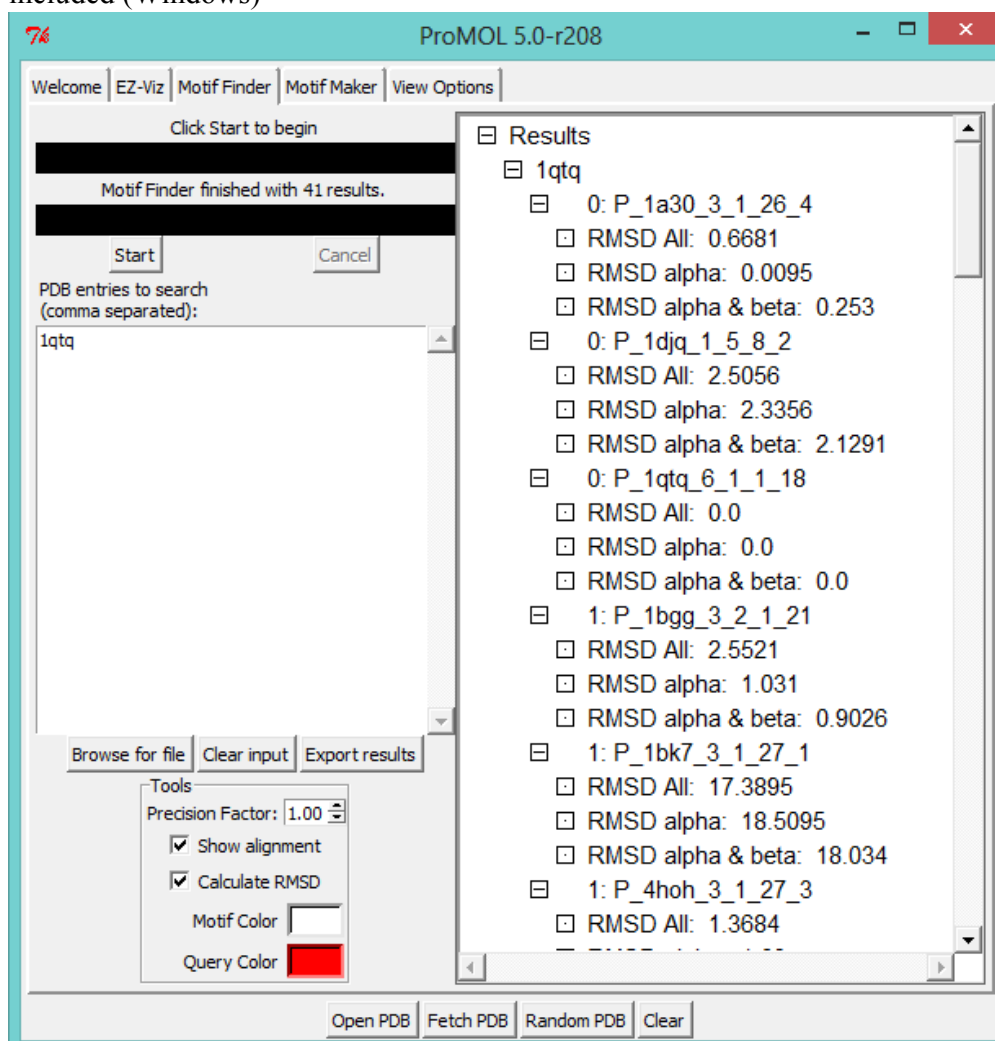 included (Windows)
ProMOL 5.0-r208
Welcome EZ-Viz Motif Finder Motif Maker View Options
Click Start to begin
Motif Finder finished with 41 results.
Start Cancel
PDB entries to search
(comma separated):
1qtq
Browse for file Clear input Export results
Tools
Precision Factor: 1.00
Show alignment
Calculate RMSD
Motif Color
Query Color
Results
1qtq
0: P_1a30_3_1_26_4
RMSD All: 0.6681
RMSD alpha: 0.0095
RMSD alpha & beta: 0.253
0: P_1djq_1_5_8_2
RMSD All: 2.5056
RMSD alpha: 2.3356
RMSD alpha & beta: 2.1291
0: P_1qtq_6_1_1_18
RMSD All: 0.0
RMSD alpha: 0.0
RMSD alpha & beta: 0.0
1: P_1bgg_3_2_1_21
RMSD All: 2.5521
RMSD alpha: 1.031
RMSD alpha & beta: 0.9026
1: P_1bk7_3_1_27_1
RMSD All: 17.3895
RMSD alpha: 18.5095
RMSD alpha & beta: 18.034
1: P_4hoh_3_1_27_3
RMSD All: 1.3684
Open PDB Fetch PDB Random PDB Clear